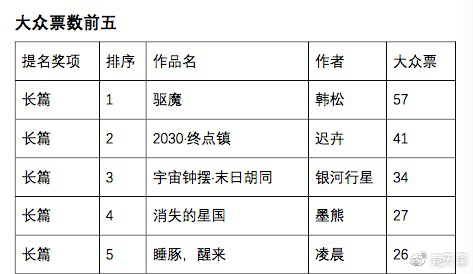 大众票数前五
提名奖项 排序 作品名 作者 大众票
长篇 1 驱魔 韩松 57
长篇 2 2030·终点镇 迟卉 41
长篇 3 宇宙钟摆·末日胡同 银河行星 34
长篇 4 消失的星国 墨熊 27
长篇 5 睡豚，醒来 凌晨 26